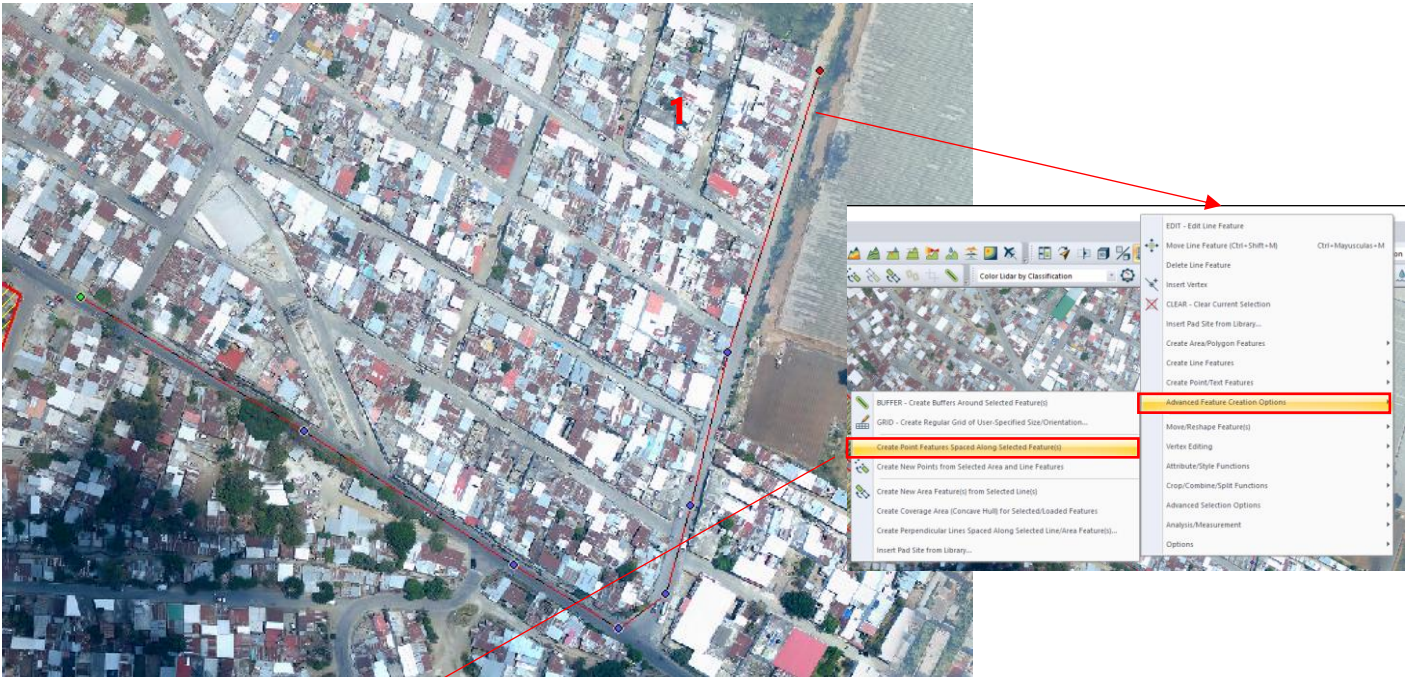 1
EDIT - Edit Line Feature
Move Line Feature (Ctrl+Shift+M) Ctrl+Mayusculas+M
Delete Line Feature
Insert Vertex
CLEAR - Clear Current Selection
Insert Pad Site from Library...
Create Area/Polygon Features
Create Line Features
Create Point/Text Features
Advanced Feature Creation Options
Move/Reshape Feature(s)
Vertex Editing
Attribute/Style Functions
Crop/Combine/Split Functions
Advanced Selection Options
Analysis/Measurement
Options
Color Lidar by Classification
on
BUFFER - Create Buffers Around Selected Feature(s)
GRID - Create Regular Grid of User-Specified Size/Orientation...
Create Point Features Spaced Along Selected Feature(s)
Create New Points from Selected Area and Line Features
Create New Area Feature(s) from Selected Line(s)
Create Coverage Area (Concave Hull) for Selected/Loaded Features
Create Perpendicular Lines Spaced Along Selected Line/Area Feature(s)...
Insert Pad Site from Library...